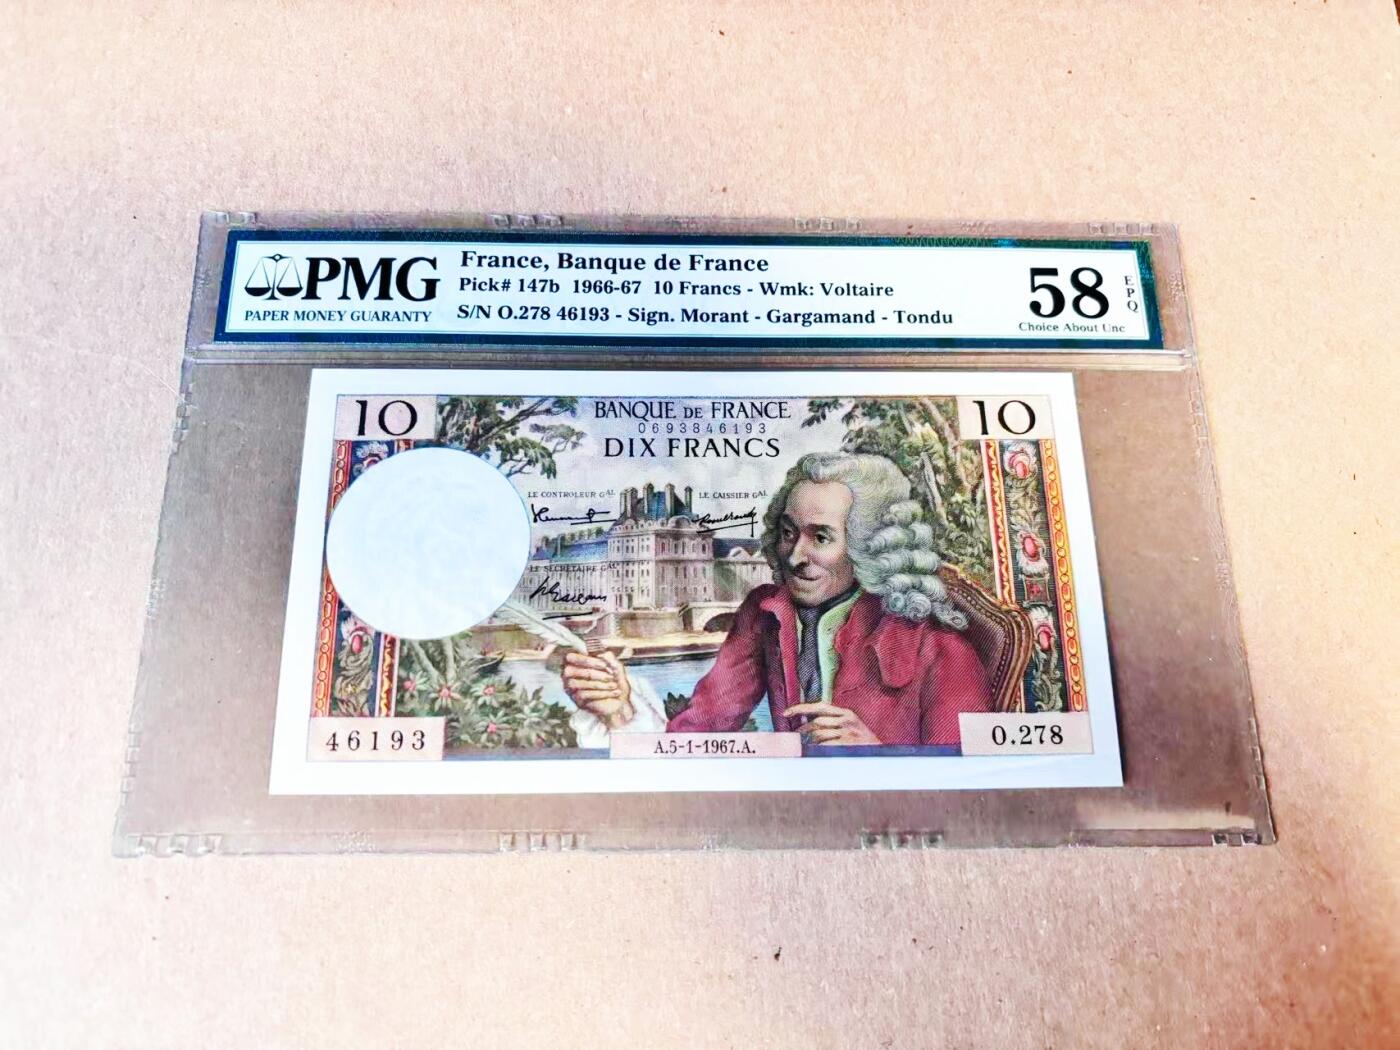 PMG
PAPER MONEY GUARANTY
France, Banque de France
Pick# 147b 1966-67 10 Francs - Wmk: Voltaire
S/N O.278 46193 - Sign. Morant - Gargamand - Tondu
58
EPQ
Choice About Unc
10
BANQUE DE FRANCE
10
0693846193
DIX FRANCS
LE CONTROLEUR GAL
LE CAISSIER GAL
LE SECRÉTAIRE GAL
46193
A.5-1-1967.A.
O.278